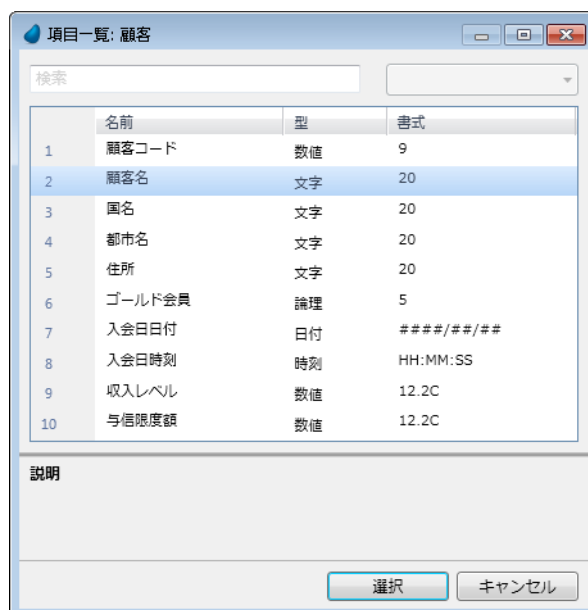 項目一覧: 顧客
検索
名前 型 書式
1 顧客コード 数値 9
2 顧客名 文字 20
3 国名 文字 20
4 都市名 文字 20
5 住所 文字 20
6 ゴールド会員 論理 5
7 入会日日付 日付 ####/##/##
8 入会日時刻 時刻 HH:MM:SS
9 収入レベル 数値 12.2C
10 与信限度額 数値 12.2C
説明
選択 キャンセル